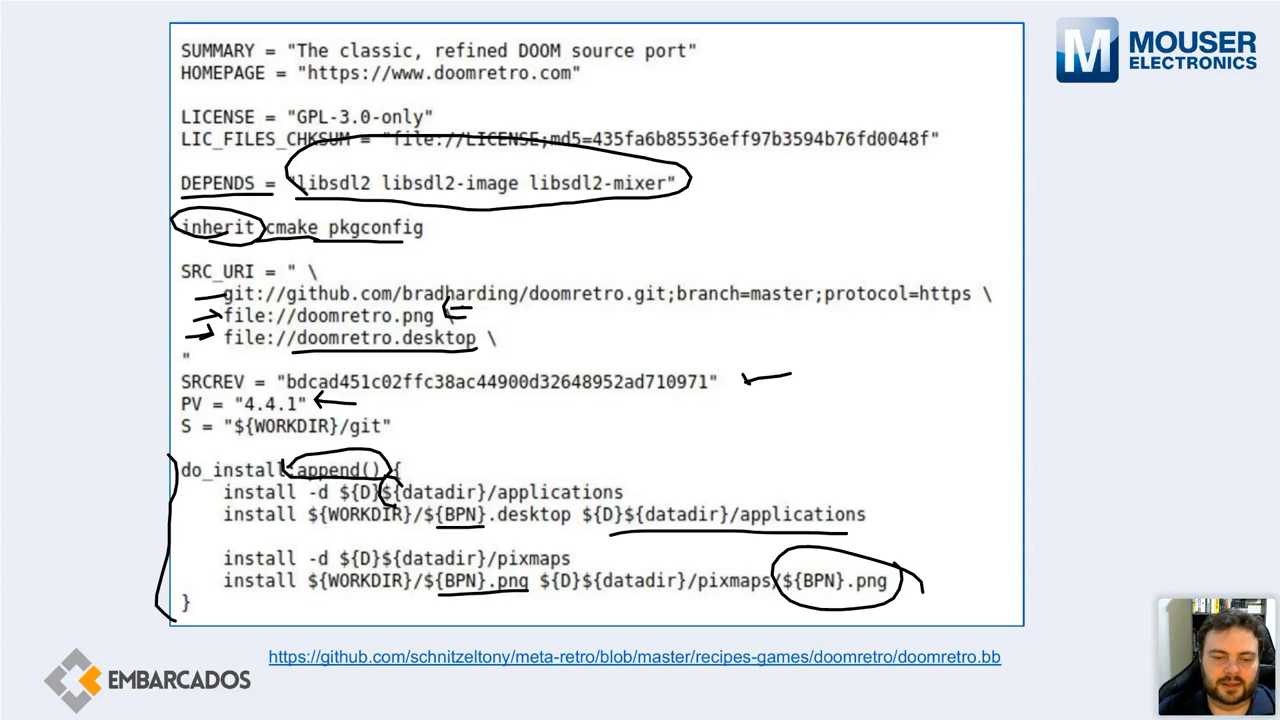 SUMMARY = "The classic, refined DOOM source port"
HOMEPAGE = "https://www.doomretro.com"
LICENSE = "GPL-3.0-only"
LIC_FILES_CHKSUM = "file://LICENSE;md5=435fa6b85536eff97b3594b76fd0048f"
DEPENDS = "libsdl2 libsdl2-image libsdl2-mixer"
inherit cmake pkgconfig
SRC_URI = " \
git://github.com/bradharding/doomretro.git;branch=master;protocol=https \
file://doomretro.png \
file://doomretro.desktop \
"
SRCREV = "bdcad451c02ffc38ac44900d32648952ad710971"
PV = "4.4.1"
S = "${WORKDIR}/git"
do_install:append() {
install -d ${D}${datadir}/applications
install ${WORKDIR}/${BPN}.desktop ${D}${datadir}/applications
install -d ${D}${datadir}/pixmaps
install ${WORKDIR}/${BPN}.png ${D}${datadir}/pixmaps/${BPN}.png
}
https://github.com/schnitzeltony/meta-retro/blob/master/recipes-games/doomretro/doomretro.bb
M MOUSER
ELECTRONICS
EMBARCADOS